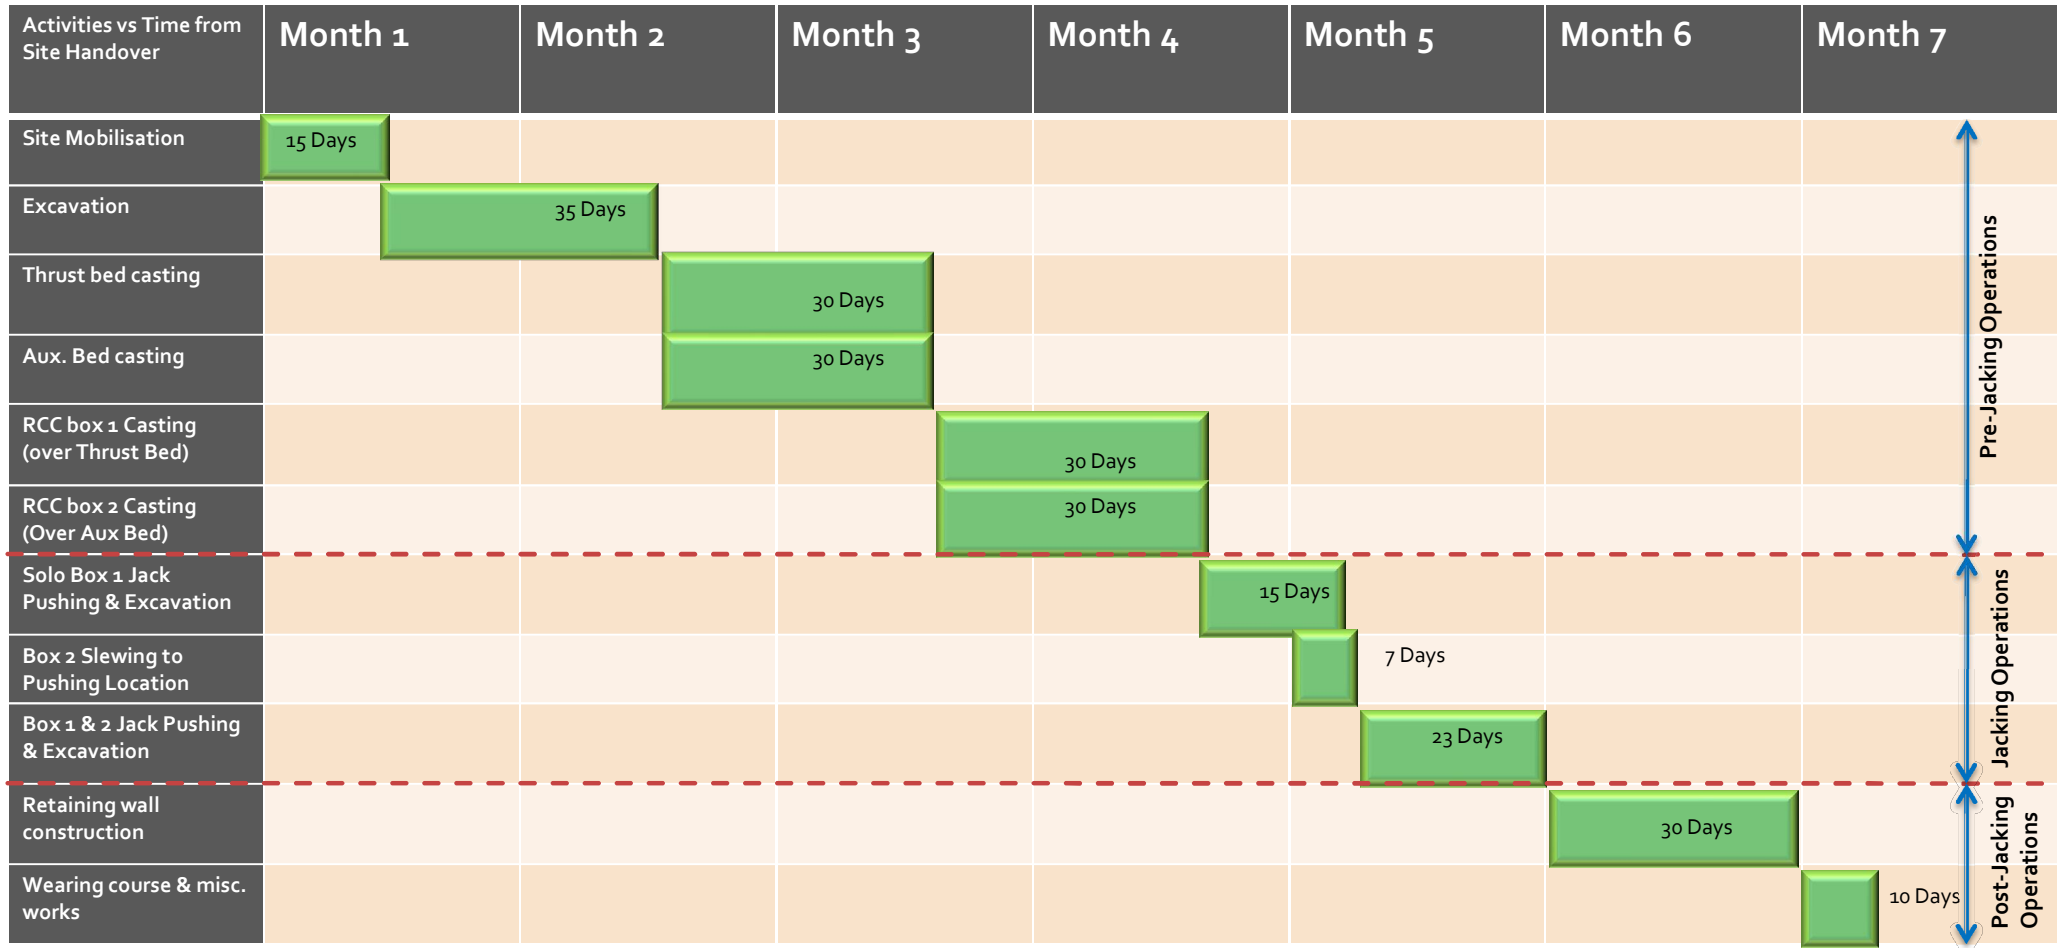 Activities vs Time from
Site Handover
Month 1
Month 2
Month 3
Month 4
Month 5
Month 6
Month 7
Site Mobilisation
15 Days
Excavation
35 Days
Thrust bed casting
30 Days
Aux. Bed casting
30 Days
RCC box 1 Casting
(over Thrust Bed)
30 Days
RCC box 2 Casting
(Over Aux Bed)
30 Days
Pre-Jacking Operations
Solo Box 1 Jack
Pushing & Excavation
15 Days
Box 2 Slewing to
Pushing Location
7 Days
Box 1 & 2 Jack Pushing
& Excavation
23 Days
Jacking Operations
Retaining wall
construction
30 Days
Wearing course & misc.
works
10 Days
Post-Jacking
Operations